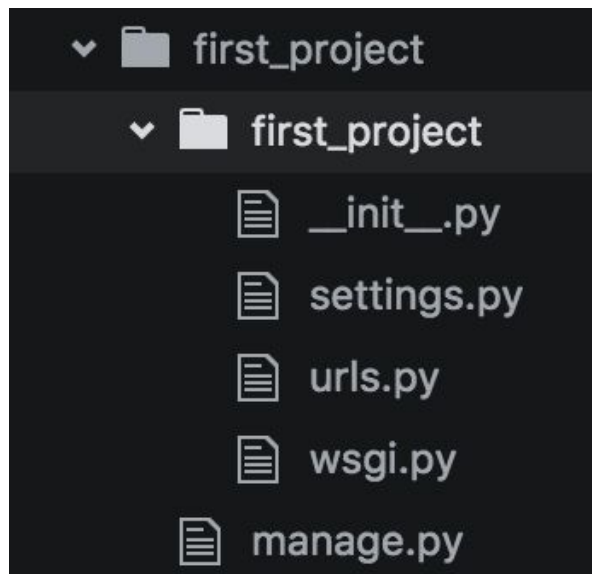 first_project
first_project
__init__.py
settings.py
urls.py
wsgi.py
manage.py